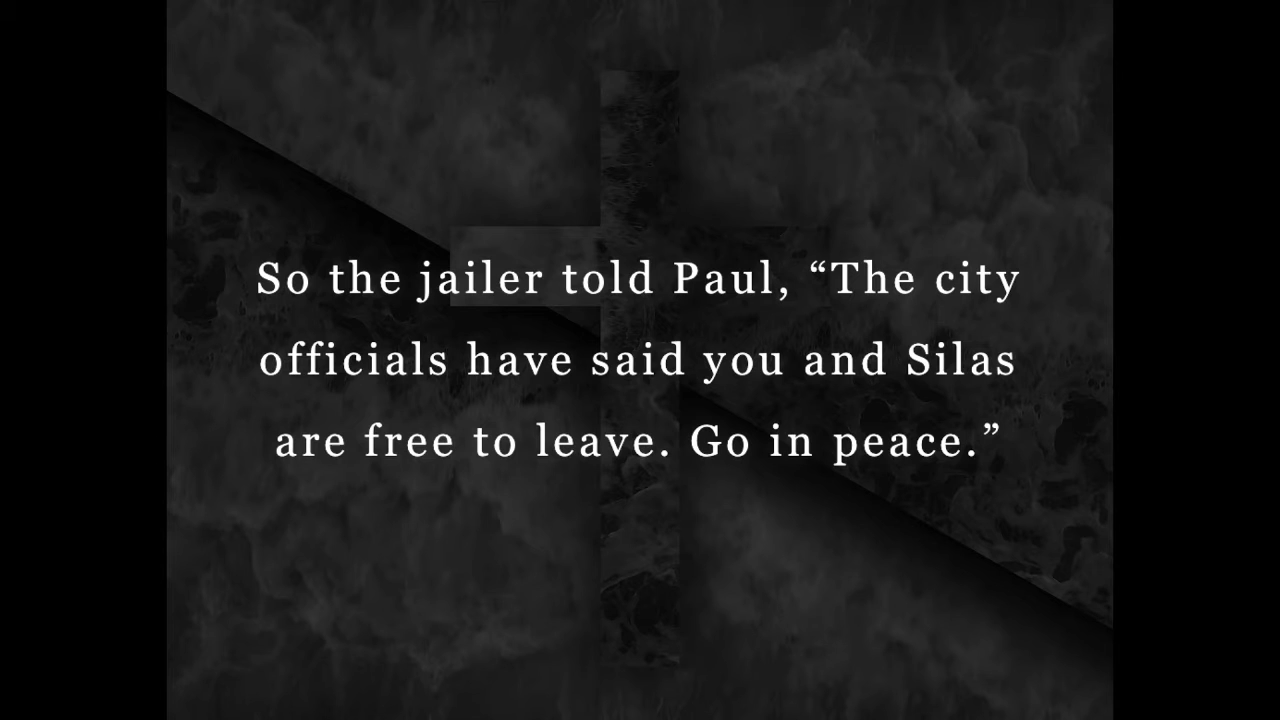 So the jailer told Paul, “The city
officials have said you and Silas
are free to leave. Go in peace.”